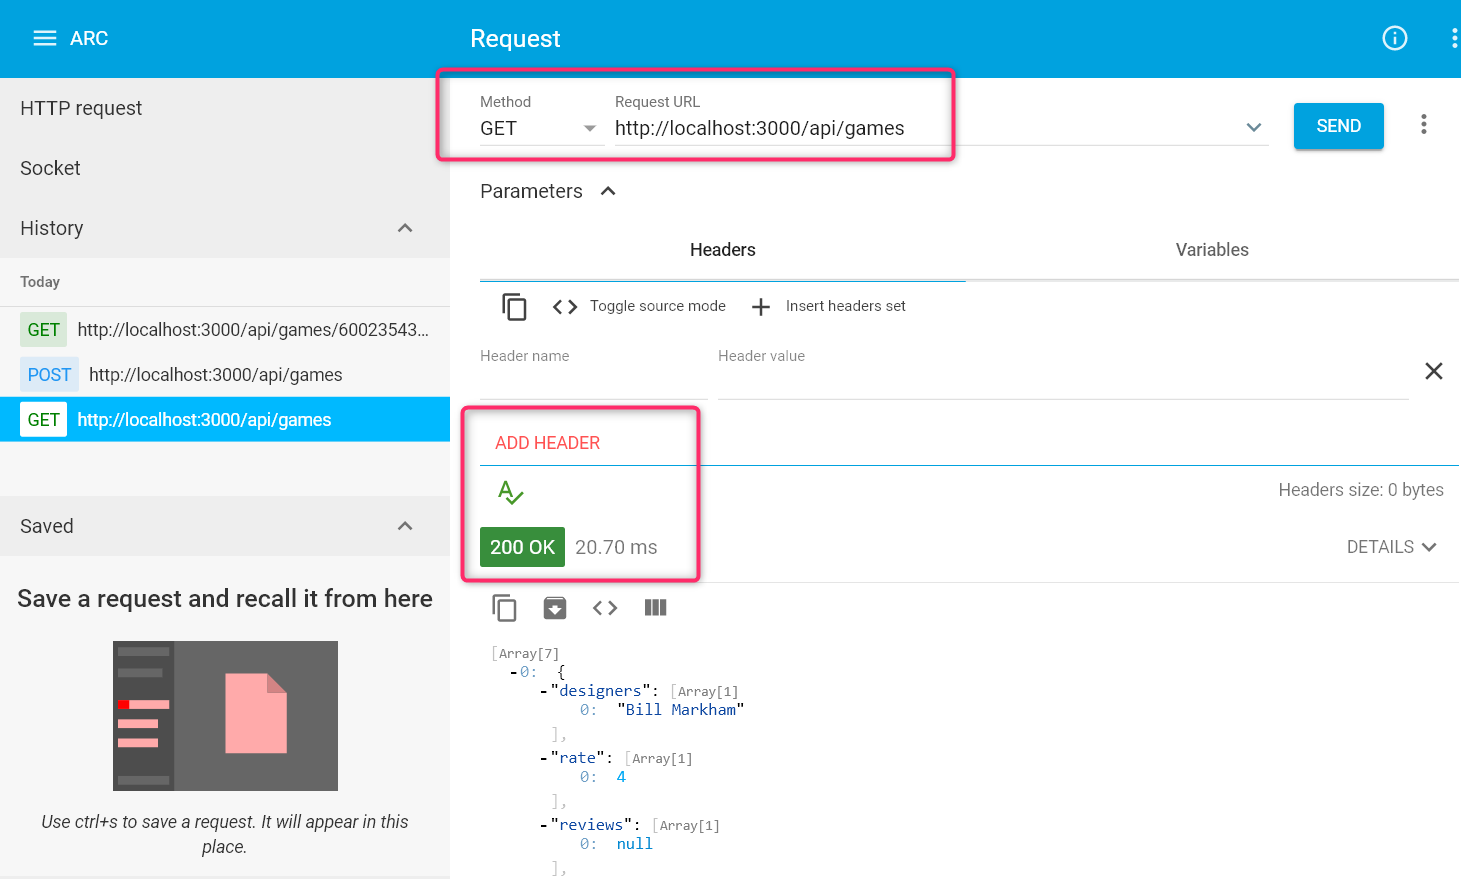 ARC
Request
HTTP request
Socket
History
Today
GET http://localhost:3000/api/games/60023543...
POST http://localhost:3000/api/games
GET http://localhost:3000/api/games
Saved
Save a request and recall it from here
Use ctrl+s to save a request. It will appear in this
place.
Method
GET
Request URL
http://localhost:3000/api/games
SEND
Parameters
Headers
Variables
Toggle source mode
Insert headers set
Header name
Header value
ADD HEADER
Headers size: 0 bytes
200 OK 20.70 ms
DETAILS
[Array[7]
-0: {
-"designers": [Array[1]
0: "Bill Markham"
],
-"rate": [Array[1]
0: 4
],
-"reviews": [Array[1]
0: null
],